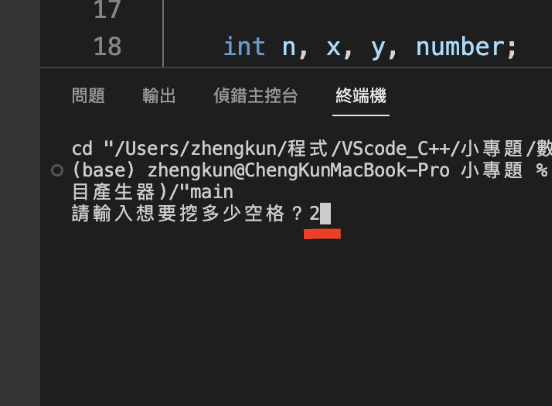 17
18 int n, x, y, number;
問題 輸出 偵錯主控台 終端機
cd "/Users/zhengkun/程式/VScode_C++/小專題/數
(base) zhengkun@ChengKunMacBook-Pro 小專題 %
目產生器)/"main
請輸入想要挖多少空格？2